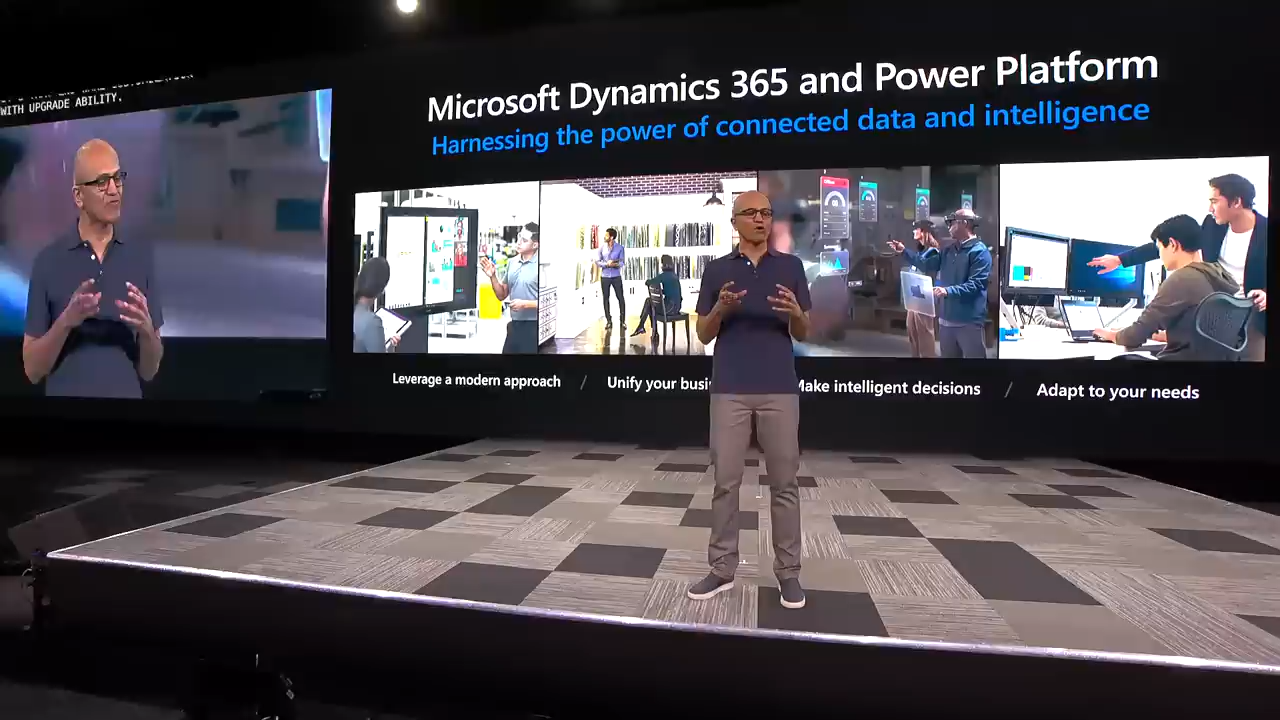 WITH UPGRADE ABILITY.
Microsoft Dynamics 365 and Power Platform
Harnessing the power of connected data and intelligence
Leverage a modern approach / Unify your Make intelligent decisions / Adapt to your needs